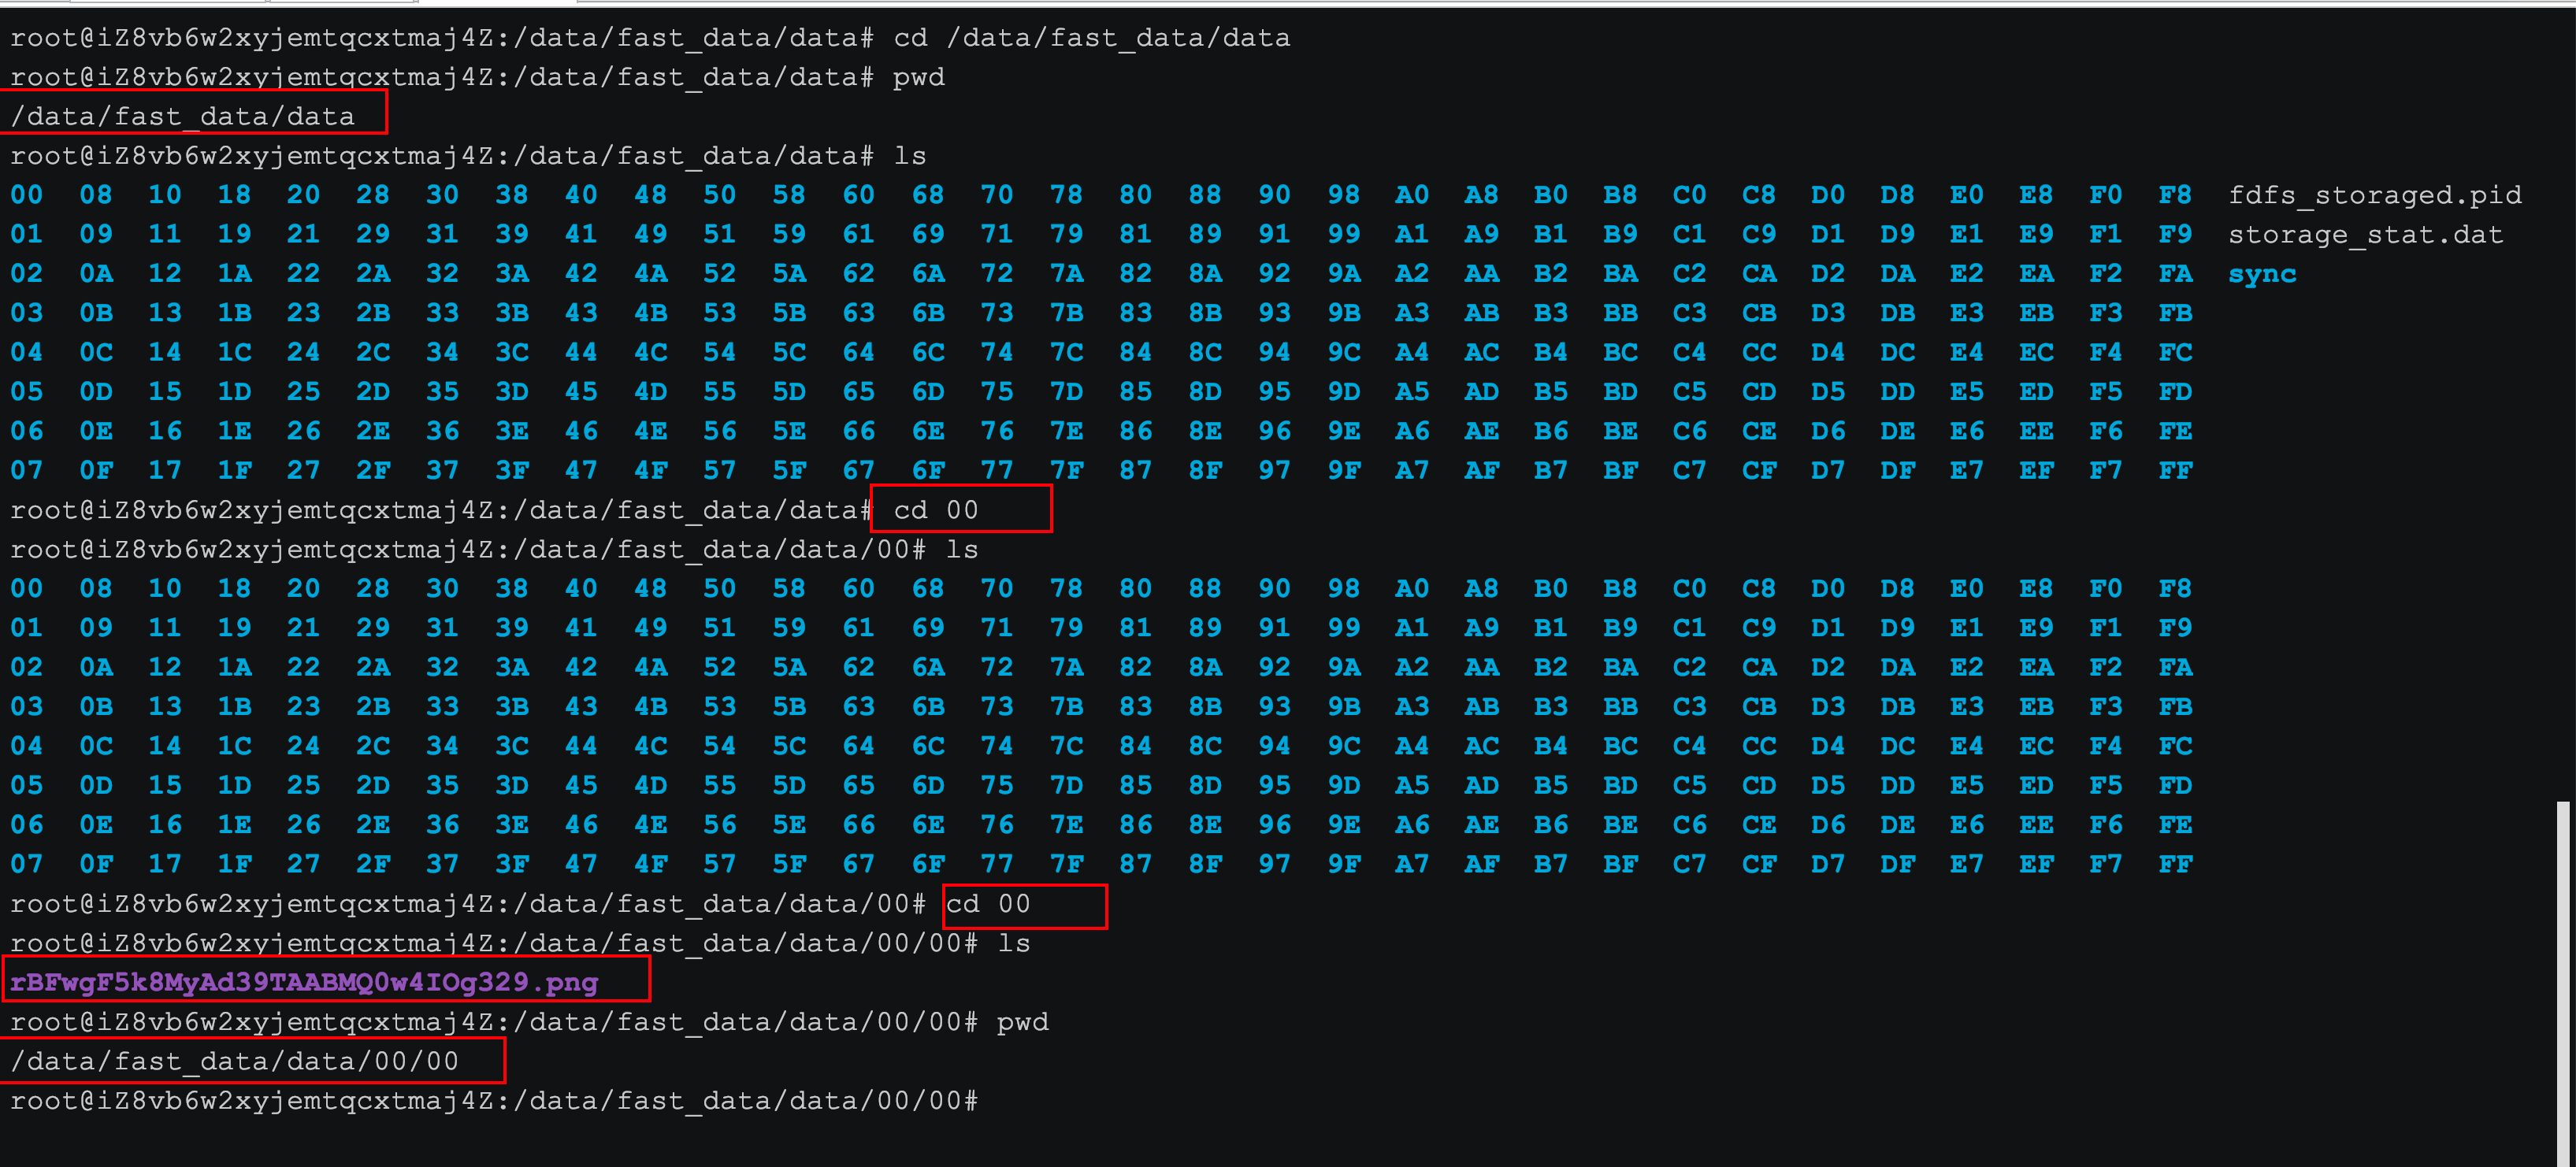 root@iZ8vb6w2xyjemtqcxtmaj4Z:/data/fast_data/data# cd /data/fast_data/data
root@iZ8vb6w2xyjemtqcxtmaj4Z:/data/fast_data/data# pwd
/data/fast_data/data
root@iZ8vb6w2xyjemtqcxtmaj4Z:/data/fast_data/data# ls
00 08 10 18 20 28 30 38 40 48 50 58 60 68 70 78 80 88 90 98 A0 A8 B0 B8 C0 C8 D0 D8 E0 E8 F0 F8 fdfs_storaged.pid
01 09 11 19 21 29 31 39 41 49 51 59 61 69 71 79 81 89 91 99 A1 A9 B1 B9 C1 C9 D1 D9 E1 E9 F1 F9 storage_stat.dat
02 0A 12 1A 22 2A 32 3A 42 4A 52 5A 62 6A 72 7A 82 8A 92 9A A2 AA B2 BA C2 CA D2 DA E2 EA F2 FA sync
03 0B 13 1B 23 2B 33 3B 43 4B 53 5B 63 6B 73 7B 83 8B 93 9B A3 AB B3 BB C3 CB D3 DB E3 EB F3 FB
04 0C 14 1C 24 2C 34 3C 44 4C 54 5C 64 6C 74 7C 84 8C 94 9C A4 AC B4 BC C4 CC D4 DC E4 EC F4 FC
05 0D 15 1D 25 2D 35 3D 45 4D 55 5D 65 6D 75 7D 85 8D 95 9D A5 AD B5 BD C5 CD D5 DD E5 ED F5 FD
06 0E 16 1E 26 2E 36 3E 46 4E 56 5E 66 6E 76 7E 86 8E 96 9E A6 AE B6 BE C6 CE D6 DE E6 EE F6 FE
07 0F 17 1F 27 2F 37 3F 47 4F 57 5F 67 6F 77 7F 87 8F 97 9F A7 AF B7 BF C7 CF D7 DF E7 EF F7 FF
root@iZ8vb6w2xyjemtqcxtmaj4Z:/data/fast_data/data# cd 00
root@iZ8vb6w2xyjemtqcxtmaj4Z:/data/fast_data/data/00# ls
00 08 10 18 20 28 30 38 40 48 50 58 60 68 70 78 80 88 90 98 A0 A8 B0 B8 C0 C8 D0 D8 E0 E8 F0 F8
01 09 11 19 21 29 31 39 41 49 51 59 61 69 71 79 81 89 91 99 A1 A9 B1 B9 C1 C9 D1 D9 E1 E9 F1 F9
02 0A 12 1A 22 2A 32 3A 42 4A 52 5A 62 6A 72 7A 82 8A 92 9A A2 AA B2 BA C2 CA D2 DA E2 EA F2 FA
03 0B 13 1B 23 2B 33 3B 43 4B 53 5B 63 6B 73 7B 83 8B 93 9B A3 AB B3 BB C3 CB D3 DB E3 EB F3 FB
04 0C 14 1C 24 2C 34 3C 44 4C 54 5C 64 6C 74 7C 84 8C 94 9C A4 AC B4 BC C4 CC D4 DC E4 EC F4 FC
05 0D 15 1D 25 2D 35 3D 45 4D 55 5D 65 6D 75 7D 85 8D 95 9D A5 AD B5 BD C5 CD D5 DD E5 ED F5 FD
06 0E 16 1E 26 2E 36 3E 46 4E 56 5E 66 6E 76 7E 86 8E 96 9E A6 AE B6 BE C6 CE D6 DE E6 EE F6 FE
07 0F 17 1F 27 2F 37 3F 47 4F 57 5F 67 6F 77 7F 87 8F 97 9F A7 AF B7 BF C7 CF D7 DF E7 EF F7 FF
root@iZ8vb6w2xyjemtqcxtmaj4Z:/data/fast_data/data/00# cd 00
root@iZ8vb6w2xyjemtqcxtmaj4Z:/data/fast_data/data/00/00# ls
rBFwgF5k8MyAd39TAABMQ0w4IOg329.png
root@iZ8vb6w2xyjemtqcxtmaj4Z:/data/fast_data/data/00/00# pwd
/data/fast_data/data/00/00
root@iZ8vb6w2xyjemtqcxtmaj4Z:/data/fast_data/data/00/00#